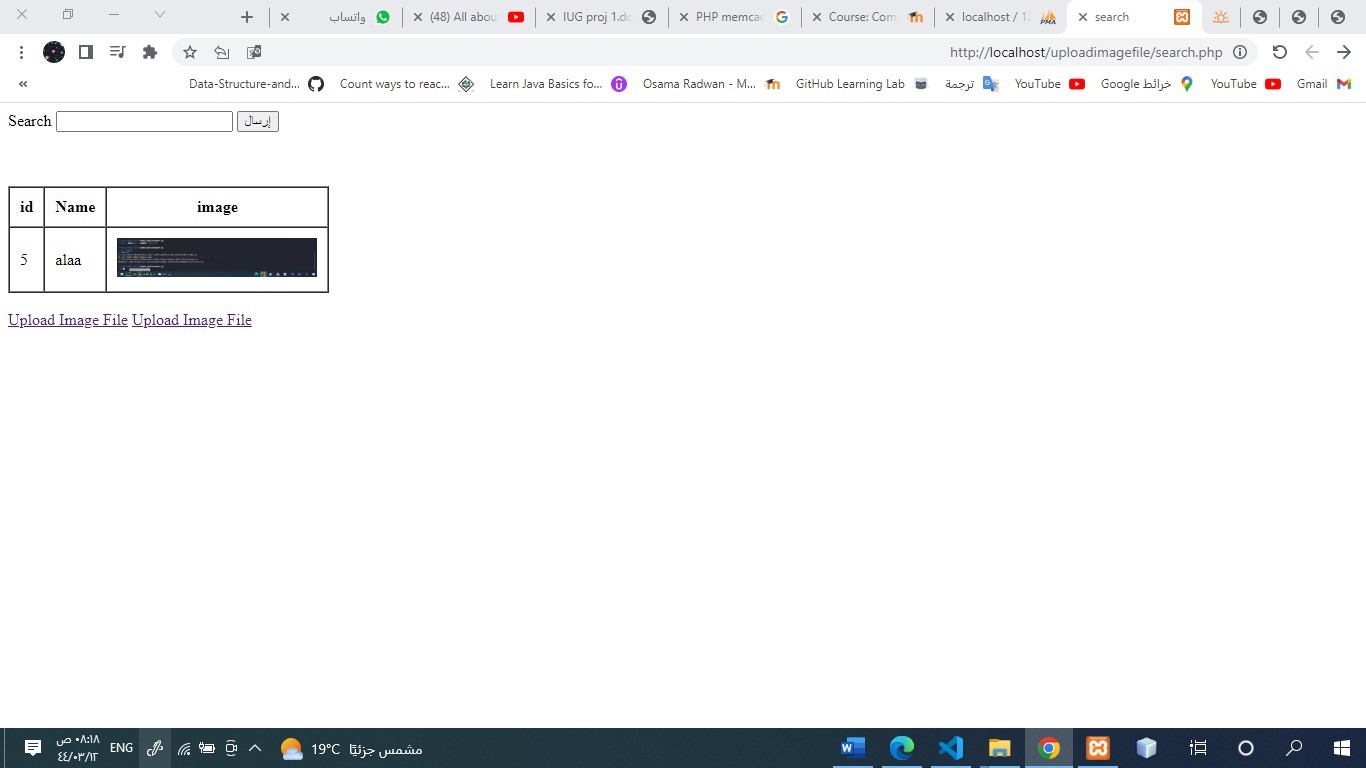 واتساب
(48) All abou
IUG proj 1.do
PHP memcac
Course: Com
localhost / 12
search
http://localhost/uploadimagefile/search.php
Data-Structure-and...
Count ways to reac...
Learn Java Basics fo...
Osama Radwan - M...
GitHub Learning Lab
ترجمة
YouTube
خرائط Google
YouTube
Gmail
Search إرسال
id Name image
5 alaa
Upload Image File Upload Image File
٠٨:١٨ ص
٤٤/٠٣/١٢
ENG
19°C مشمس جزئيًا